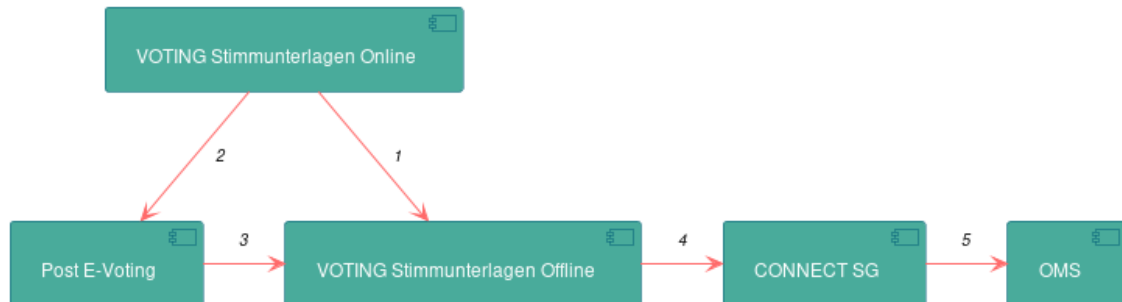 VOTING Stimmunterlagen Online
2
1
Post E-Voting
3
VOTING Stimmunterlagen Offline
4
CONNECT SG
5
OMS